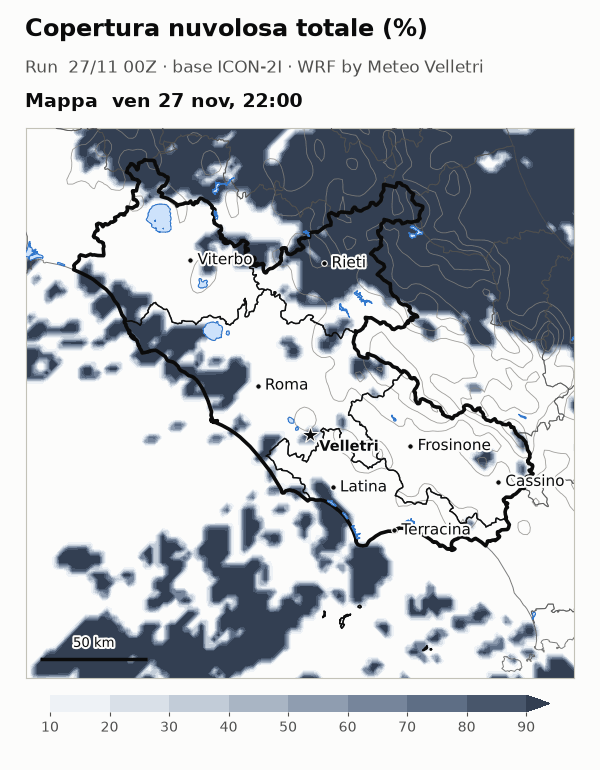 Copertura nuvolosa totale (%)
Run 27/11 00Z · base ICON-2I · WRF by Meteo Velletri
Mappa ven 27 nov, 22:00
Viterbo
Rieti
Roma
Velletri
Frosinone
Cassino
Latina
Terracina
50 km
10 20 30 40 50 60 70 80 90